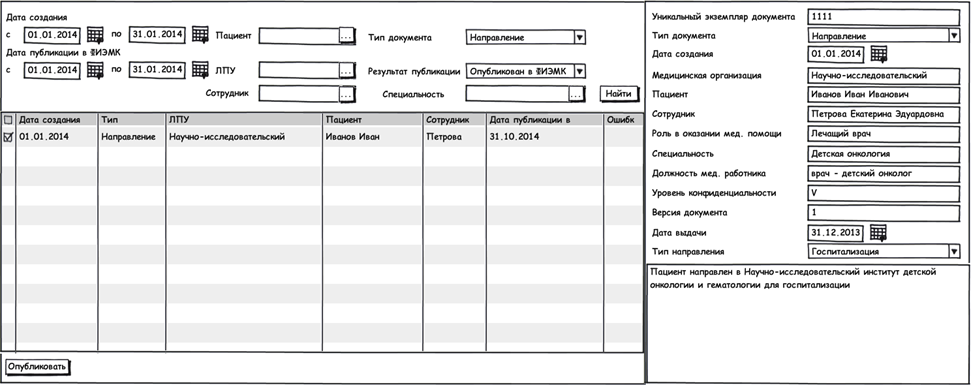 Дата создания
с 01.01.2014 по 31.01.2014 Пациент ... Тип документа Направление
Дата публикации в ФИЭМК
с 01.01.2014 по 31.01.2014 ЛПУ ... Результат публикации Опубликован в ФИЭМК
Сотрудник ... Специальность ... Найти
Дата создания Тип ЛПУ Пациент Сотрудник Дата публикации в Ошибк
01.01.2014 Направление Научно-исследовательский Иванов Иван Петрова 31.10.2014
Опубликовать
Уникальный экземпляр документа 1111
Тип документа Направление
Дата создания 01.01.2014
Медицинская организация Научно-исследовательский
Пациент Иванов Иван Иванович
Сотрудник Петрова Екатерина Эдуардовна
Роль в оказании мед. помощи Лечащий врач
Специальность Детская онкология
Должность мед. работника врач - детский онколог
Уровень конфиденциальности V
Версия документа 1
Дата выдачи 31.12.2013
Тип направления Госпитализация
Пациент направлен в Научно-исследовательский институт детской
онкологии и гематологии для госпитализации